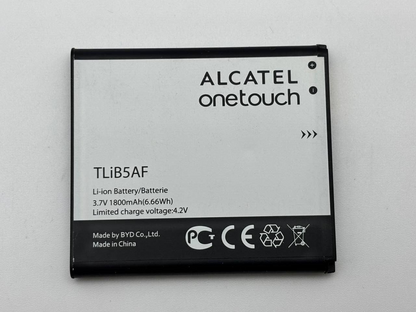 ALCATEL
onetouch
TLiB5AF
Li-ion Battery/Batterie
3.7V 1800mAh(6.66Wh)
Limited charge voltage:4.2V
Made by BYD Co.,Ltd.
Made in China